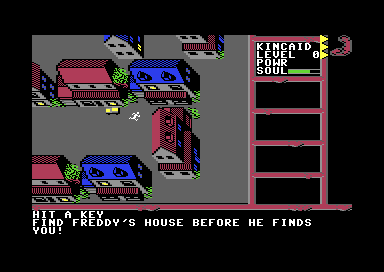 KINCAID
LEVEL 0
POWR
SOUL
HIT A KEY
FIND FREDDY'S HOUSE BEFORE HE FINDS
YOU!